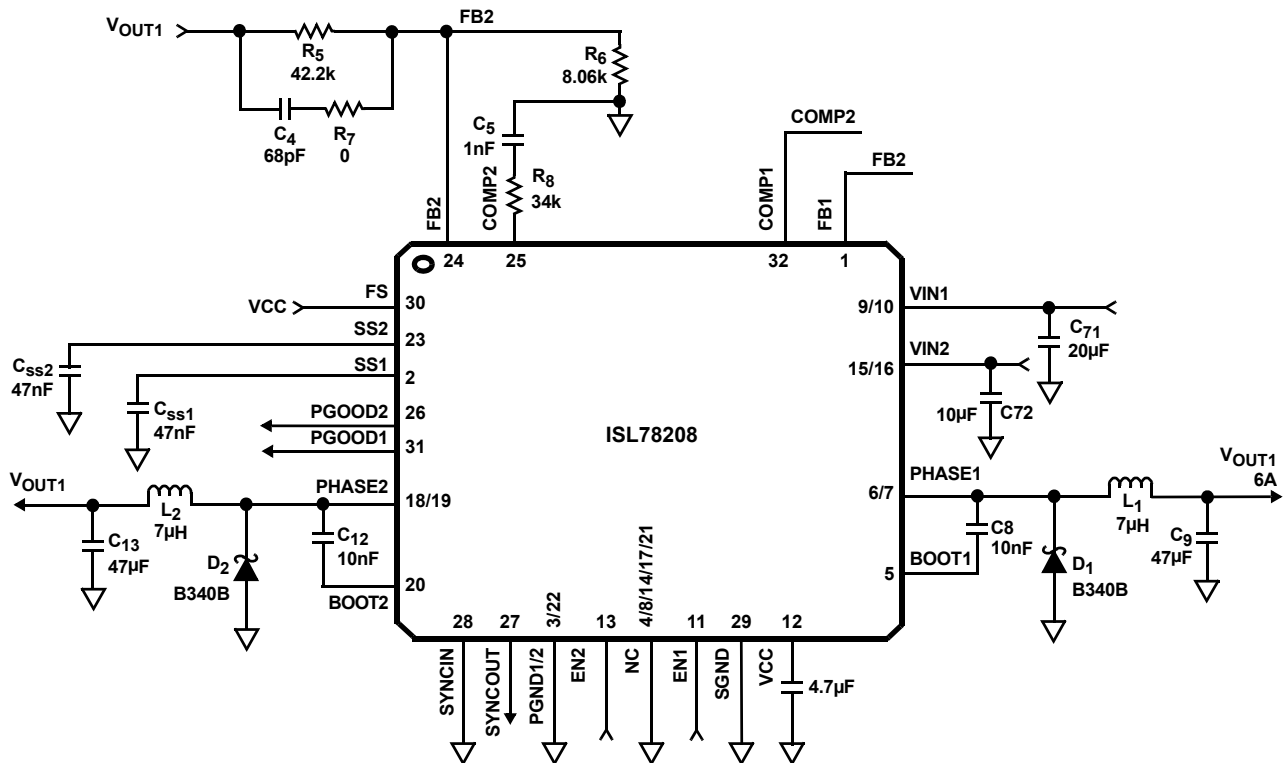 VOUT1
R5
42.2k
C4
68pF
R7
0
FB2
R6
8.06k
C5
1nF
R8
34k
COMP2
FB2
COMP2
COMP1
FB2
FB1
24
25
32
1
VCC
FS
30
SS2
23
Css2
47nF
SS1
2
Css1
47nF
PGOOD2
26
PGOOD1
31
ISL78208
9/10
VIN1
C71
20µF
15/16
VIN2
10µF
C72
VOUT1
L2
7µH
C13
47µF
D2
B340B
PHASE2
18/19
C12
10nF
20
BOOT2
6/7
PHASE1
C8
10nF
5
BOOT1
L1
7µH
VOUT1
6A
C9
47µF
D1
B340B
28
27
3/22
13
4/8/14/17/21
11
29
12
SYNCIN
SYNCOUT
PGND1/2
EN2
NC
EN1
SGND
VCC
4.7µF